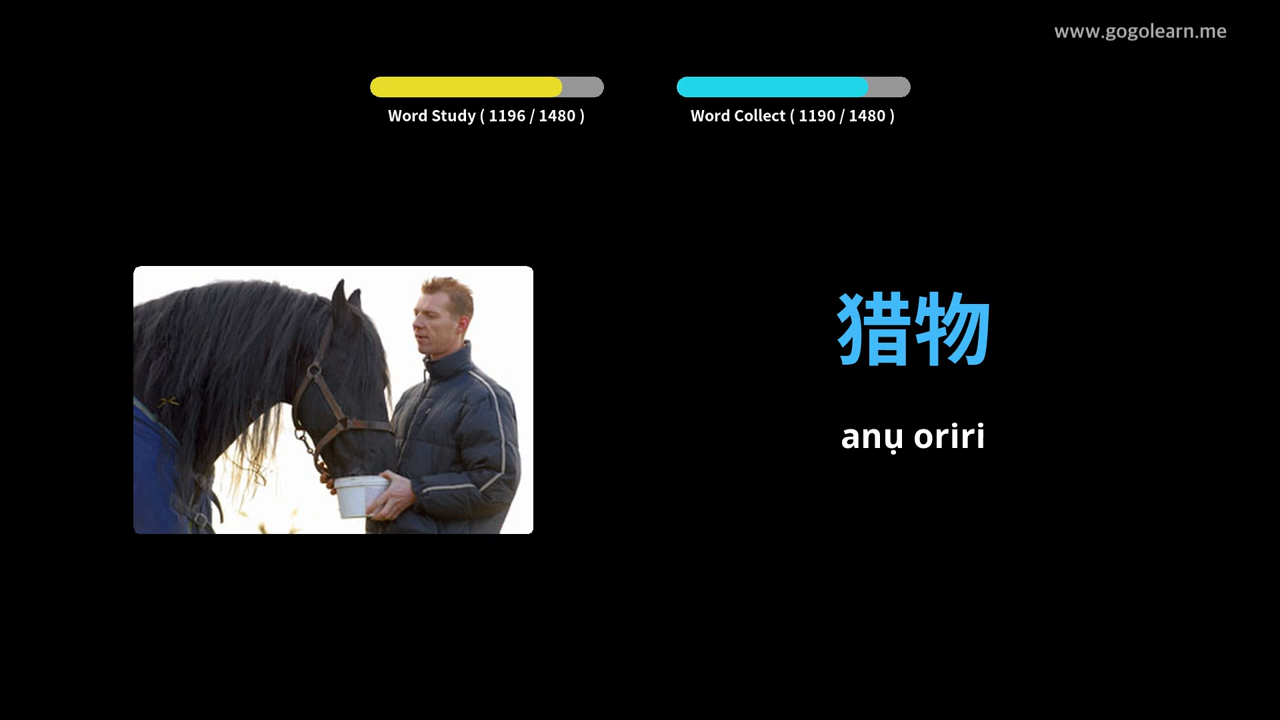 www.gogolearn.me
Word Study ( 1196 / 1480 )
Word Collect ( 1190 / 1480 )
猎物
anụ oriri